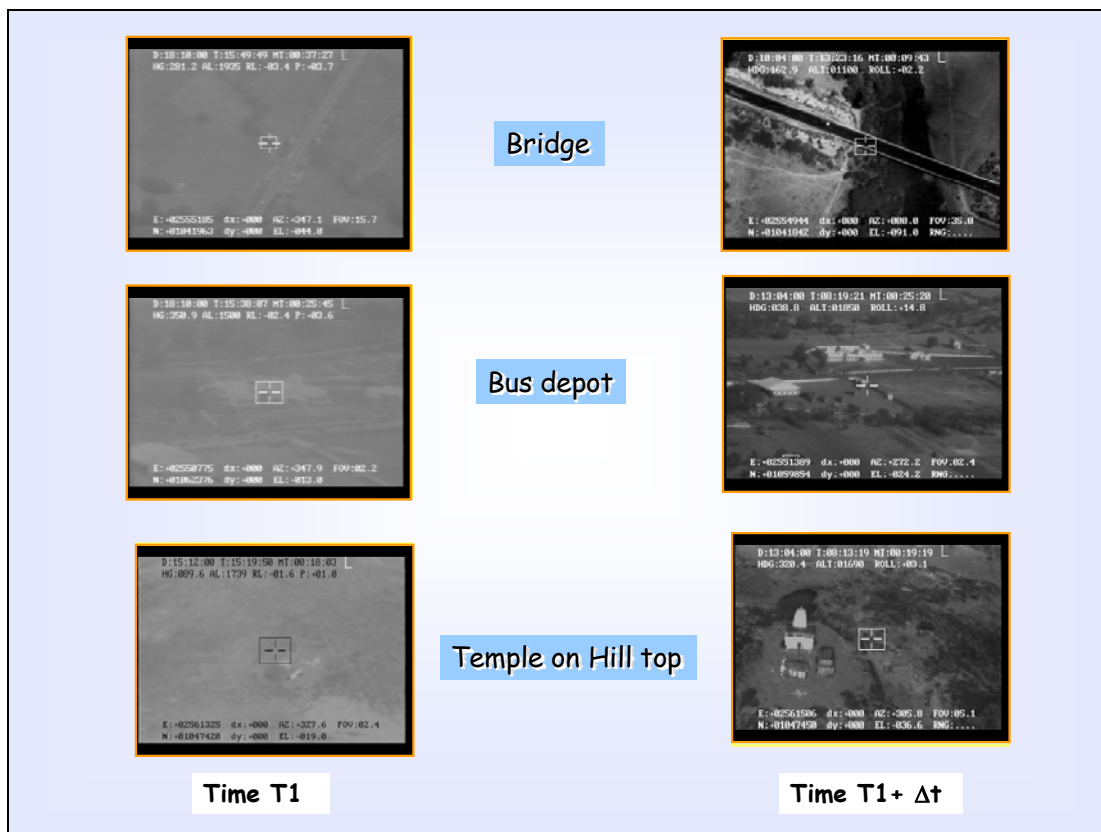 D:18:10:00 T:15:49:49 MT:00:37:27
HG:281.2 AL:1935 RL:-03.4 P:+03.7
E:+02555185 dx:+000 AZ:+347.1 FOV:15.7
N:+01041963 dy:+000 EL:-044.0
Bridge
D:10:04:00 T:13:23:16 MT:00:09:43
HDG:162.9 ALT:01100 ROLL:+02.2
E:+02554944 dx:+000 AZ:+000.0 FOV:35.0
N:+01041842 dy:+000 EL:-091.0 RNG:....
D:18:10:00 T:15:38:07 MT:00:25:45
HG:350.9 AL:1500 RL:-02.4 P:+03.6
E:+02550775 dx:+000 AZ:+347.9 FOV:02.2
N:+01062376 dy:+000 EL:-013.0
Bus depot
D:13:04:00 T:08:19:21 MT:00:25:20
HDG:038.8 ALT:01850 ROLL:+14.8
E:+02551389 dx:+000 AZ:+272.2 FOV:02.4
N:+01059854 dy:+000 EL:-024.2 RNG:....
D:15:12:00 T:15:19:50 MT:00:18:03
HG:089.6 AL:1739 RL:-01.6 P:+01.0
E:+02561325 dx:+000 AZ:+327.6 FOV:02.4
N:+01047420 dy:+000 EL:-019.0
Temple on Hill top
D:13:04:00 T:08:13:19 MT:00:19:19
HDG:320.4 ALT:01690 ROLL:+03.1
E:+02561506 dx:+000 AZ:+305.8 FOV:05.1
N:+01047450 dy:+000 EL:-036.6 RNG:....
Time T1
Time T1+ Δt